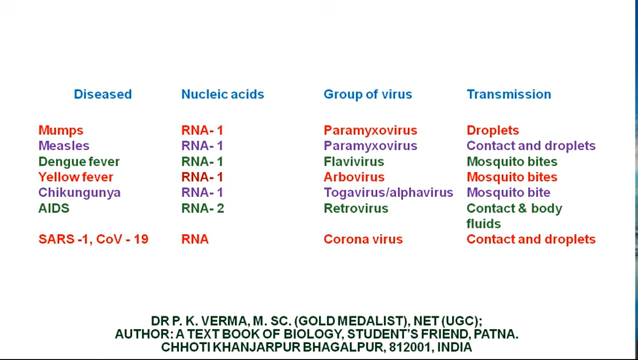 Diseased Nucleic acids Group of virus Transmission
Mumps RNA- 1 Paramyxovirus Droplets
Measles RNA- 1 Paramyxovirus Contact and droplets
Dengue fever RNA- 1 Flavivirus Mosquito bites
Yellow fever RNA- 1 Arbovirus Mosquito bites
Chikungunya RNA- 1 Togavirus/alphavirus Mosquito bite
AIDS RNA- 2 Retrovirus Contact & body
fluids
SARS -1, CoV - 19 RNA Corona virus Contact and droplets
DR P. K. VERMA, M. SC. (GOLD MEDALIST), NET (UGC);
AUTHOR: A TEXT BOOK OF BIOLOGY, STUDENT'S FRIEND, PATNA.
CHHOTI KHANJARPUR BHAGALPUR, 812001, INDIA